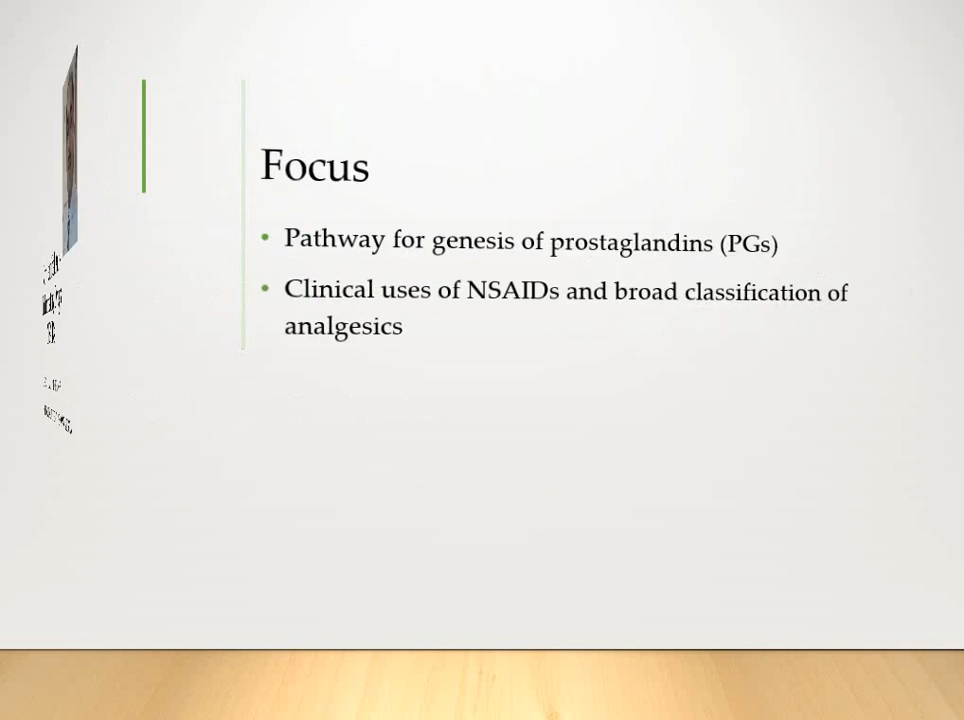 Focus
• Pathway for genesis of prostaglandins (PGs)
• Clinical uses of NSAIDs and broad classification of
analgesics